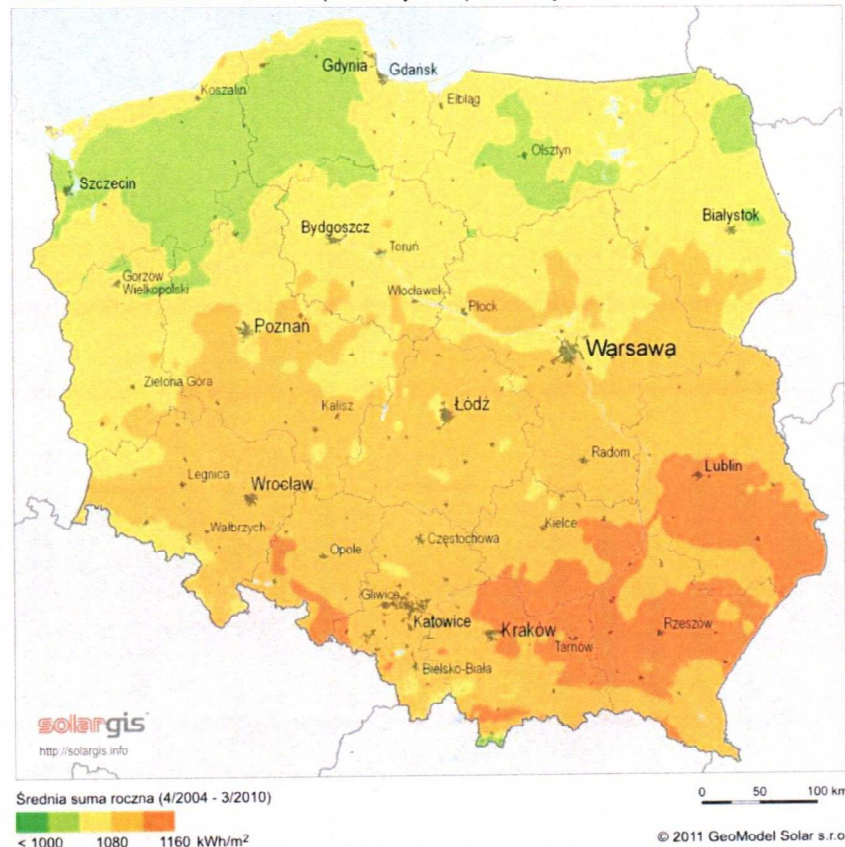 Gdynia
Gdańsk
Koszalin
Elbląg
Olsztyn
Szczecin
Białystok
Bydgoszcz
Toruń
Gorzów
Wielkopolski
Włocławek
Płock
Poznań
Warsawa
Zielona Góra
Kalisz
Łódź
Radom
Lublin
Legnica
Wrocław
Wałbrzych
Kielce
Częstochowa
Opole
Gliwice
Katowice
Kraków
Tarnów
Rzeszów
Bielsko-Biała
solargis
http://solargis.info
Średnia suma roczna (4/2004 - 3/2010)
0 50 100 km
< 1000 1080 1160 kWh/m²
© 2011 GeoModel Solar s.r.o